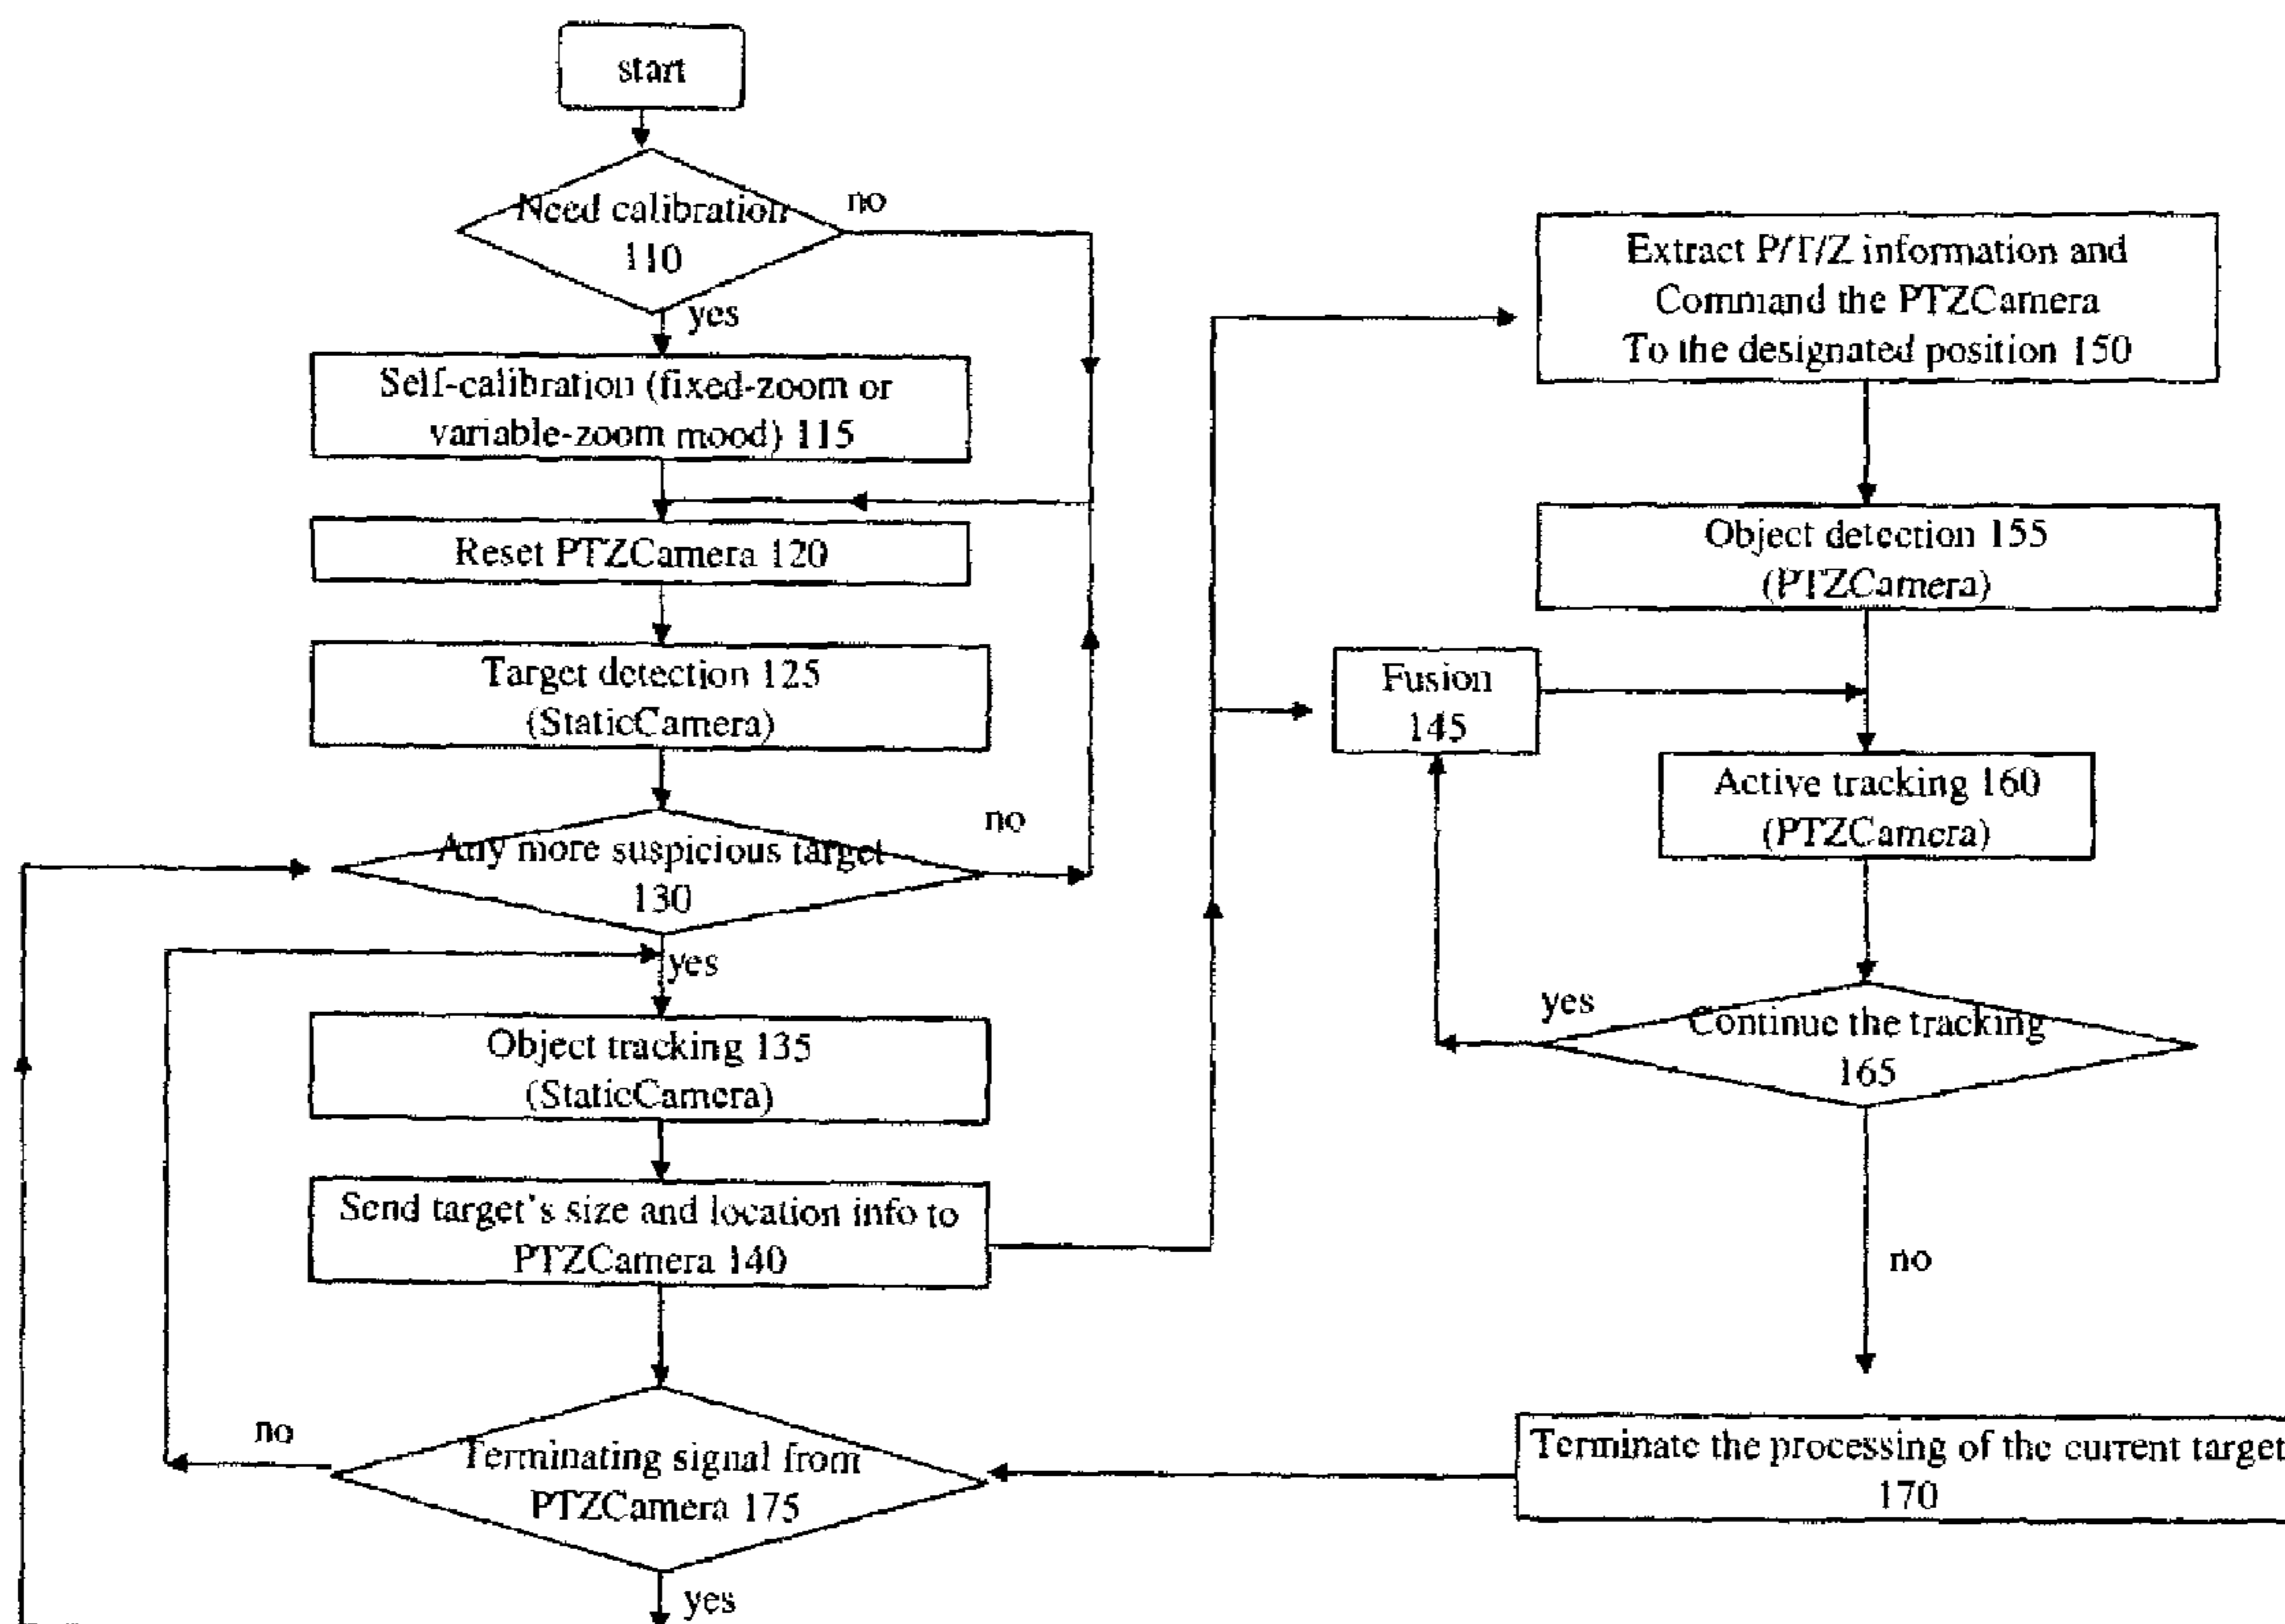 start
Need calibration
110
no
yes
Self-calibration (fixed-zoom or
variable-zoom mood) 115
Reset PTZCamera 120
Target detection 125
(StaticCamera)
Any more suspicious target
130
no
yes
Object tracking 135
(StaticCamera)
Send target's size and location info to
PTZCamera 140
Terminating signal from
PTZCamera 175
no
yes
Extract P/T/Z information and
Command the PTZCamera
To the designated position 150
Object detection 155
(PTZCamera)
Fusion
145
Active tracking 160
(PTZCamera)
Continue the tracking
165
yes
no
Terminate the processing of the current target
170